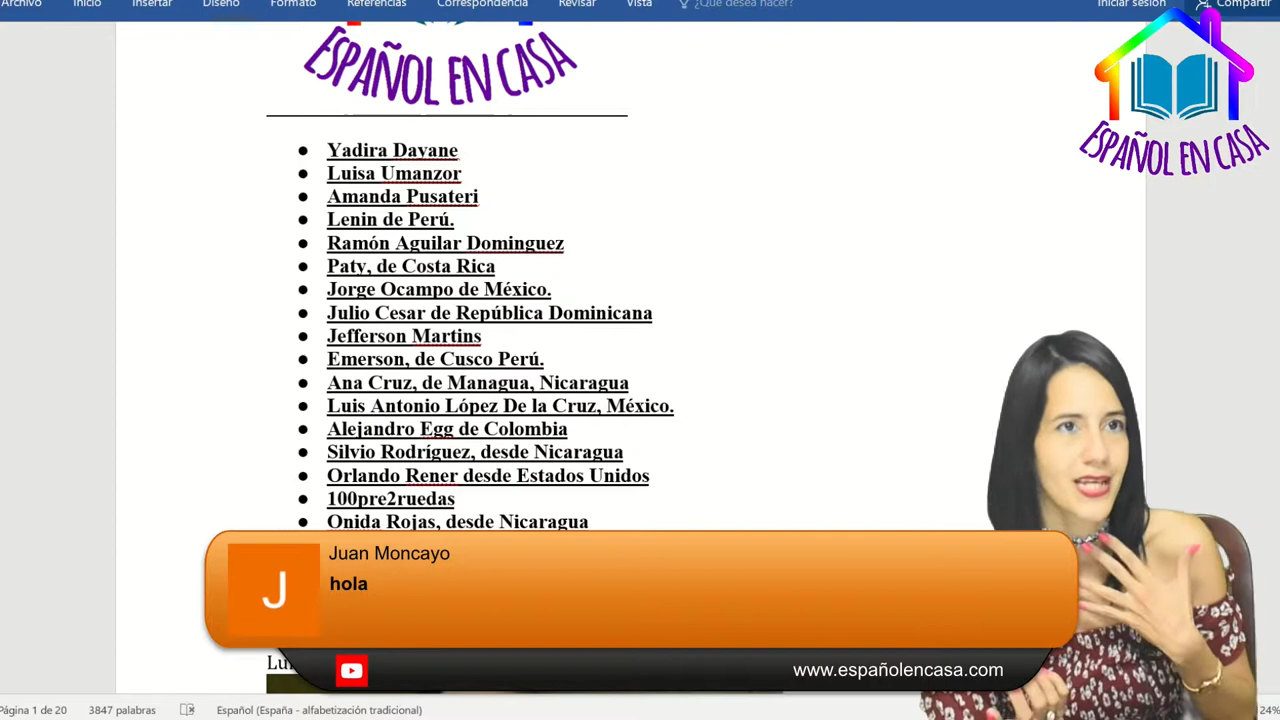 Archivo Inicio Insertar Diseño Formato Referencias Correspondencia Revisar Vista ¿Qué desea hacer? Iniciar sesión Compartir
ESPAÑOL EN CASA
ESPAÑOL EN CASA
Yadira Dayane
Luisa Umanzor
Amanda Pusateri
Lenin de Perú.
Ramón Aguilar Dominguez
Paty, de Costa Rica
Jorge Ocampo de México.
Julio Cesar de República Dominicana
Jefferson Martins
Emerson, de Cusco Perú.
Ana Cruz, de Managua, Nicaragua
Luis Antonio López De la Cruz, México.
Alejandro Egg de Colombia
Silvio Rodríguez, desde Nicaragua
Orlando Rener desde Estados Unidos
100pre2ruedas
Onida Rojas, desde Nicaragua
Juan Moncayo
J
hola
www.españolencasa.com
Página 1 de 20 3847 palabras Español (España - alfabetización tradicional) 24%